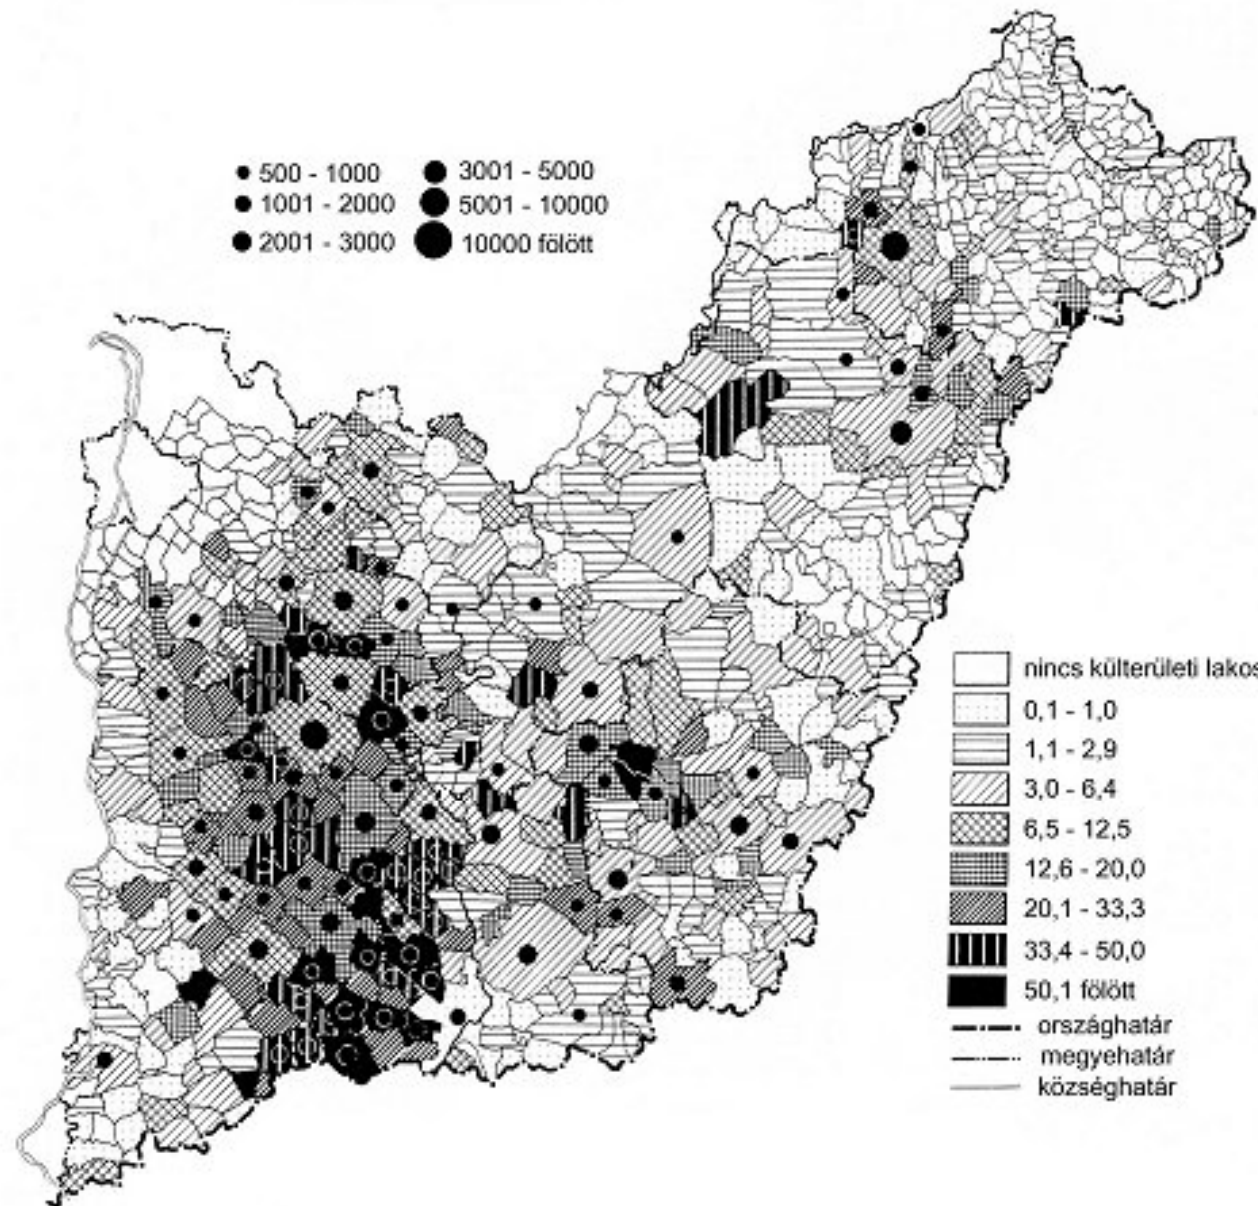 500 - 1000
1001 - 2000
2001 - 3000
3001 - 5000
5001 - 10000
10000 fölött
nincs külterületi lakos
0,1 - 1,0
1,1 - 2,9
3,0 - 6,4
6,5 - 12,5
12,6 - 20,0
20,1 - 33,3
33,4 - 50,0
50,1 fölött
országhatár
megyehatár
községhatár